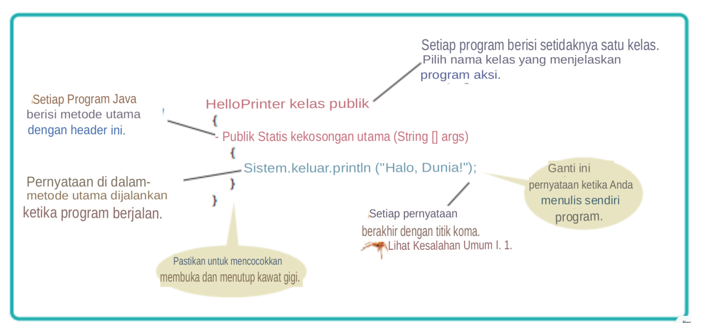 Setiap program berisi setidaknya satu kelas.
Pilih nama kelas yang menjelaskan
program aksi.
Setiap Program Java
berisi metode utama
dengan header ini.
HelloPrinter kelas publik
{
- Publik Statis kekosongan utama (String [] args)
{
Sistem.keluar.println ("Halo, Dunia!");
}
}
Pernyataan di dalam-
metode utama dijalankan
ketika program berjalan.
Ganti ini
pernyataan ketika Anda
menulis sendiri
program.
Setiap pernyataan
berakhir dengan titik koma.
Lihat Kesalahan Umum l. 1.
Pastikan untuk mencocokkan
membuka dan menutup kawat gigi.